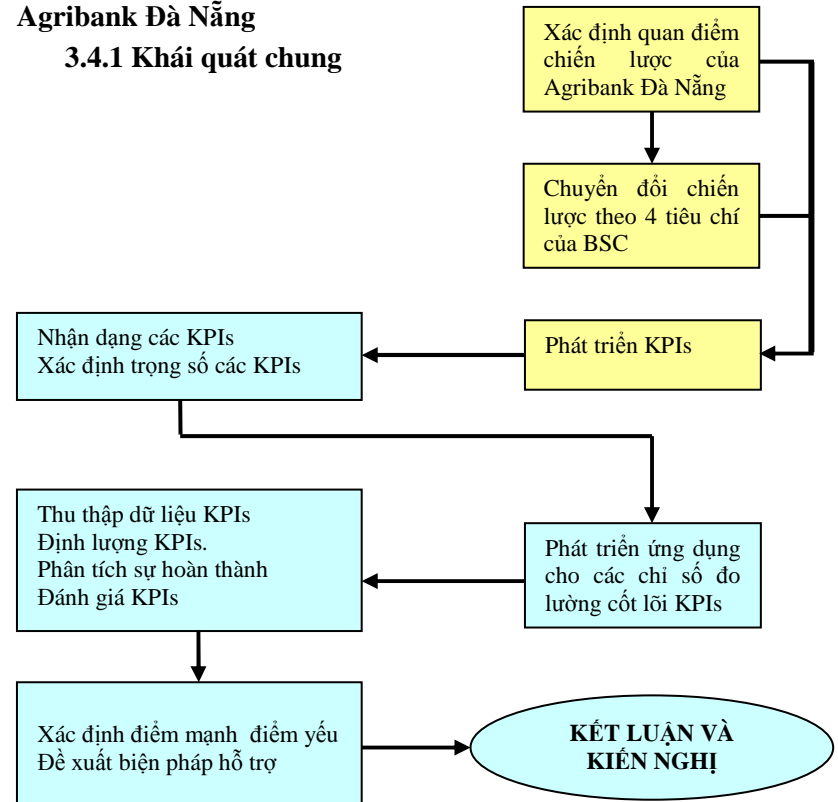 Agribank Đà Nẵng
3.4.1 Khái quát chung
Xác định quan điểm
chiến lược của
Agribank Đà Nẵng
Chuyển đổi chiến
lược theo 4 tiêu chí
của BSC
Nhận dạng các KPIs
Xác định trọng số các KPIs
Phát triển KPIs
Thu thập dữ liệu KPIs
Định lượng KPIs.
Phân tích sự hoàn thành
Đánh giá KPIs
Phát triển ứng dụng
cho các chỉ số đo
lường cốt lõi KPIs
Xác định điểm mạnh điểm yếu
Đề xuất biện pháp hỗ trợ
KẾT LUẬN VÀ
KIẾN NGHỊ